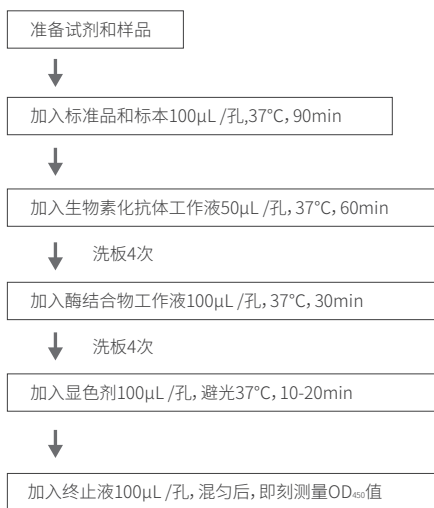 准备试剂和样品
加入标准品和标本100μL /孔,37℃，90min
加入生物素化抗体工作液50μL /孔，37℃，60min
洗板4次
加入酶结合物工作液100μL /孔，37℃，30min
洗板4次
加入显色剂100μL /孔，避光37℃，10-20min
加入终止液100μL /孔，混匀后，即刻测量OD₄₅₀值